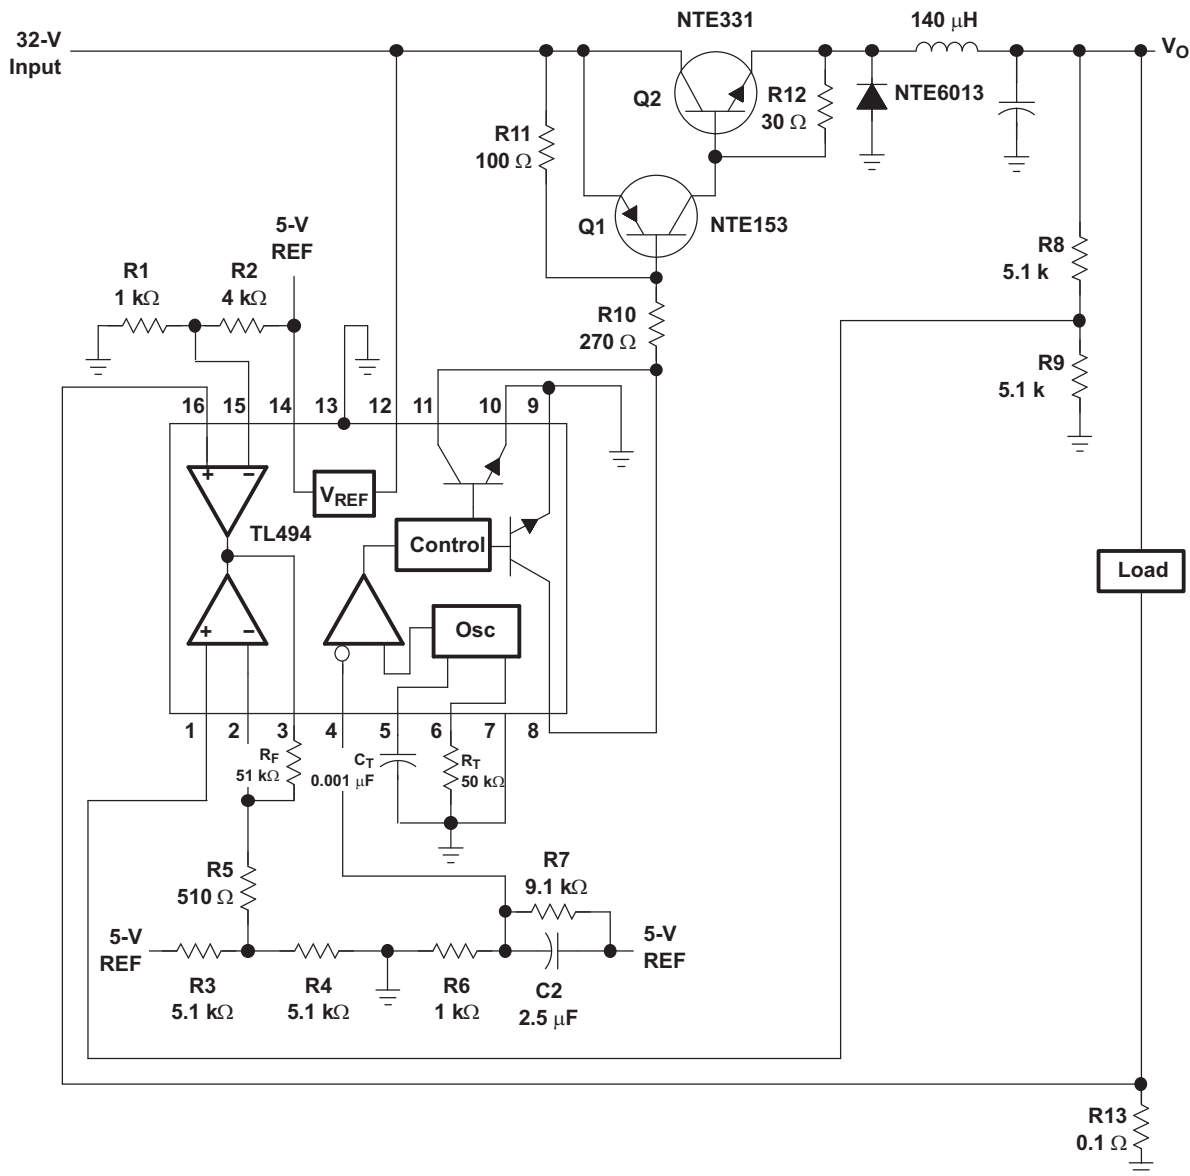 NTE331
140 μH
32-V
Input
VO
Q2
R12
30 Ω
NTE6013
R11
100 Ω
Q1
NTE153
5-V
REF
R1
1 kΩ
R2
4 kΩ
R8
5.1 k
R10
270 Ω
R9
5.1 k
16
15
14
13
12
11
10
9
+
−
VREF
TL494
Control
Load
+
−
Osc
1
2
3
4
5
6
7
8
RF
51 kΩ
CT
0.001 μF
RT
50 kΩ
R5
510 Ω
R7
9.1 kΩ
5-V
REF
5-V
REF
R3
5.1 kΩ
R4
5.1 kΩ
R6
1 kΩ
C2
2.5 μF
R13
0.1 Ω